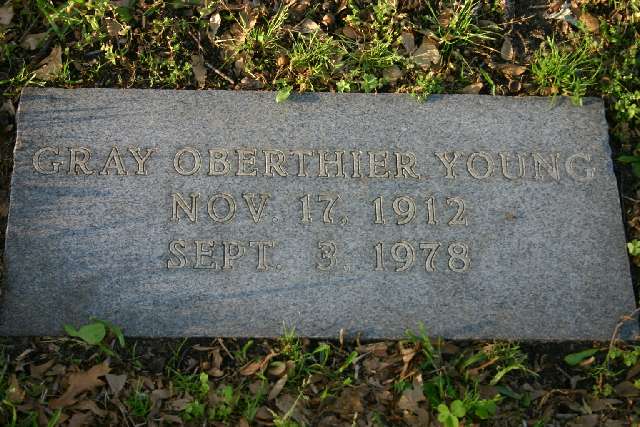 GRAY OBERTHIER YOUNG
NOV. 17, 1912
SEPT. 3, 1978